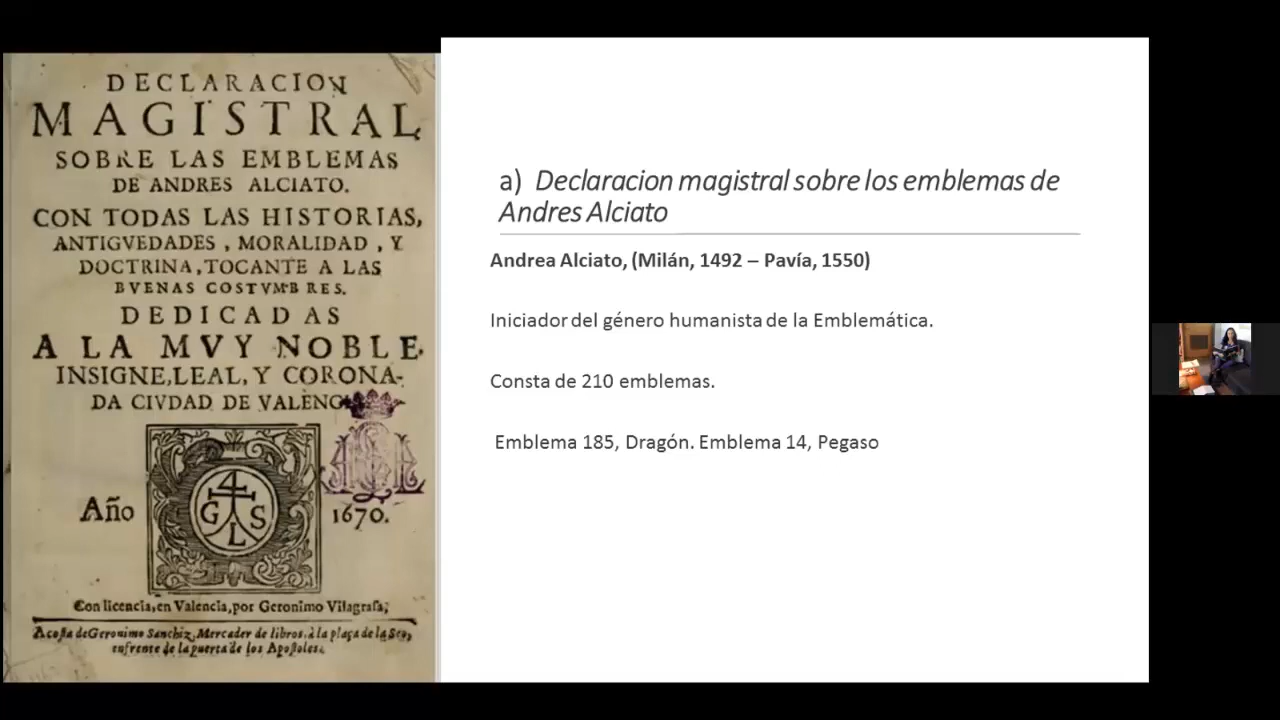 DECLARACION
MAGISTRAL
SOBRE LAS EMBLEMAS
DE ANDRES ALCIATO.
CON TODAS LAS HISTORIAS,
ANTIGVEDADES , MORALIDAD , Y
DOCTRINA, TOCANTE A LAS
BVENAS COSTVMBRES.
DEDICADAS
A LA MVY NOBLE,
INSIGNE, LEAL, Y CORONA-
DA CIVDAD DE VALENC
Año
4
G S
L
1670.
Con licencia, en Valencia, por Geronimo Vilagrasa,
A costa de Geronimo Sanchiz, Mercader de libros, à la plaça de la Seo,
enfrente de la puerta de los Apostoles.
a) Declaracion magistral sobre los emblemas de
Andres Alciato
Andrea Alciato, (Milán, 1492 – Pavía, 1550)
Iniciador del género humanista de la Emblemática.
Consta de 210 emblemas.
Emblema 185, Dragón. Emblema 14, Pegaso